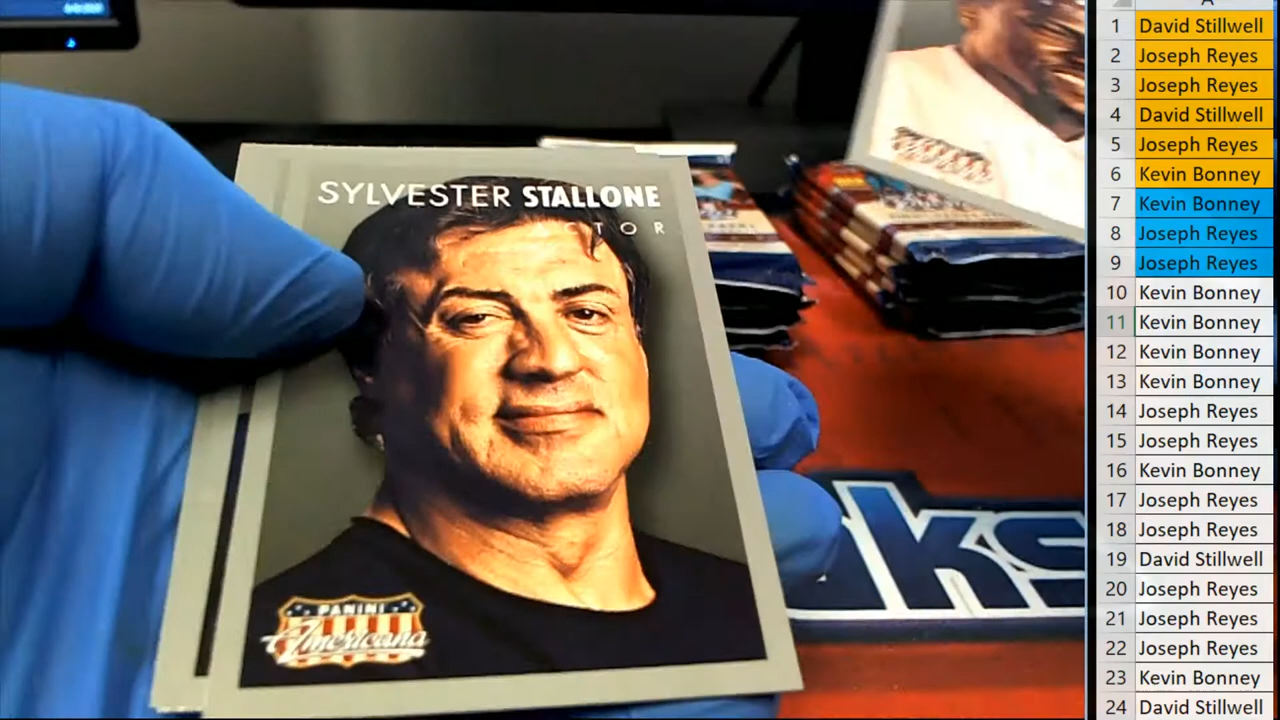 SYLVESTER STALLONE
CTOR
PANINI
Americana
ks
A
1 David Stillwell
2 Joseph Reyes
3 Joseph Reyes
4 David Stillwell
5 Joseph Reyes
6 Kevin Bonney
7 Kevin Bonney
8 Joseph Reyes
9 Joseph Reyes
10 Kevin Bonney
11 Kevin Bonney
12 Kevin Bonney
13 Kevin Bonney
14 Joseph Reyes
15 Joseph Reyes
16 Kevin Bonney
17 Joseph Reyes
18 Joseph Reyes
19 David Stillwell
20 Joseph Reyes
21 Joseph Reyes
22 Joseph Reyes
23 Kevin Bonney
24 David Stillwell